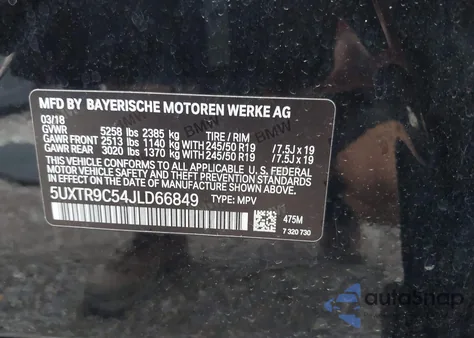 MFD BY BAYERISCHE MOTOREN WERKE AG
03/18
GVWR 5258 lbs 2385 kg TIRE / RIM
GAWR FRONT 2513 lbs 1140 kg WITH 245/50 R19 /7.5J x 19
GAWR REAR 3020 lbs 1370 kg WITH 245/50 R19 /7.5J x 19
THIS VEHICLE CONFORMS TO ALL APPLICABLE U.S. FEDERAL
MOTOR VEHICLE SAFETY, BUMPER,
AND THEFT PREVENTION STANDARDS IN EFFECT ON THE
DATE OF MANUFACTURE SHOWN ABOVE.
5UXTR9C54JLD66849 TYPE: MPV
475M
7 320 730
autoSnap